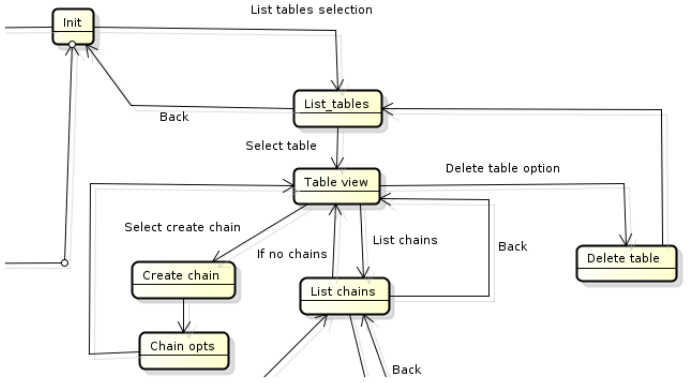 List tables selection
Init
List_tables
Back
Select table
Delete table option
Table view
Select create chain
List chains
If no chains
Back
Delete table
Create chain
List chains
Chain opts
Back